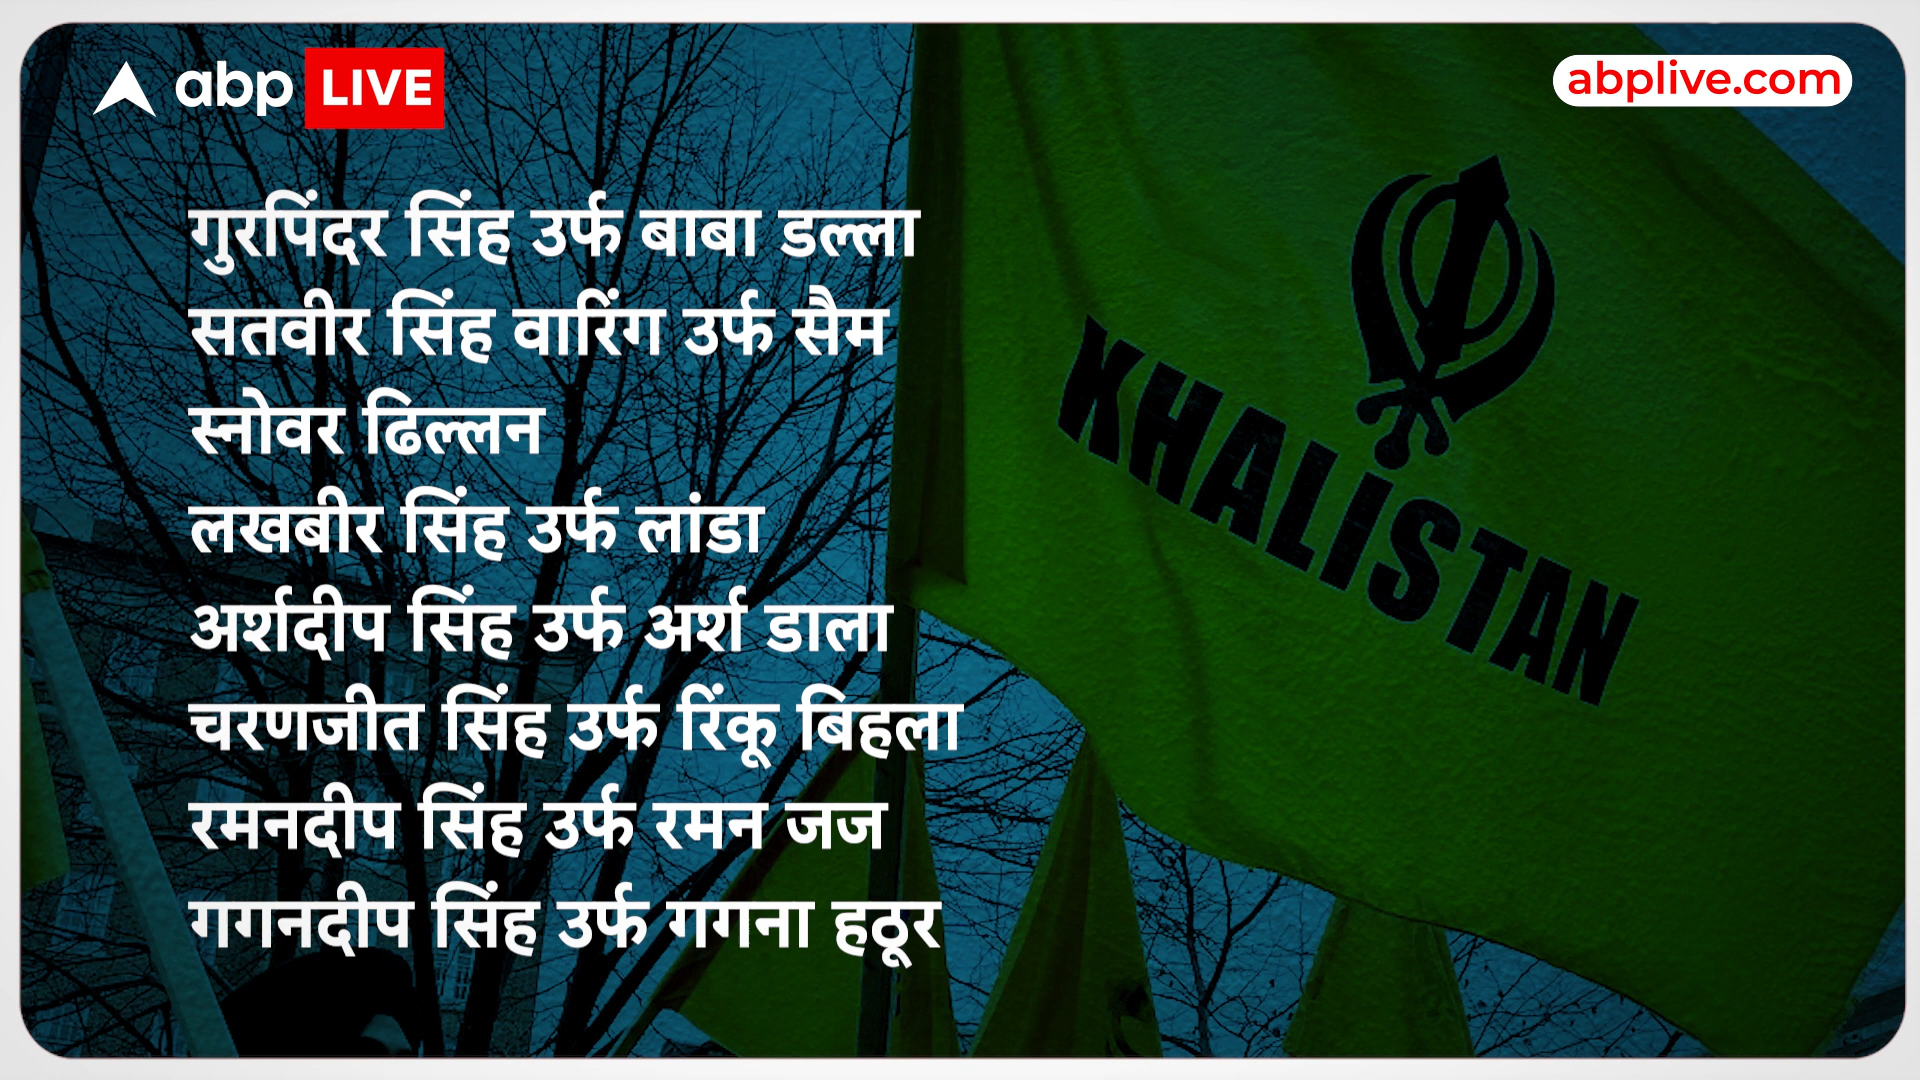 abp LIVE
abplive.com
गुरपिंदर सिंह उर्फ बाबा डल्ला
सतवीर सिंह वारिंग उर्फ सैम
स्नोवर ढिल्लन
लखबीर सिंह उर्फ लांडा
अर्शदीप सिंह उर्फ अर्श डाला
चरणजीत सिंह उर्फ रिंकू बिहला
रमनदीप सिंह उर्फ रमन जज
गगनदीप सिंह उर्फ गगना हठूर
KHALISTAN